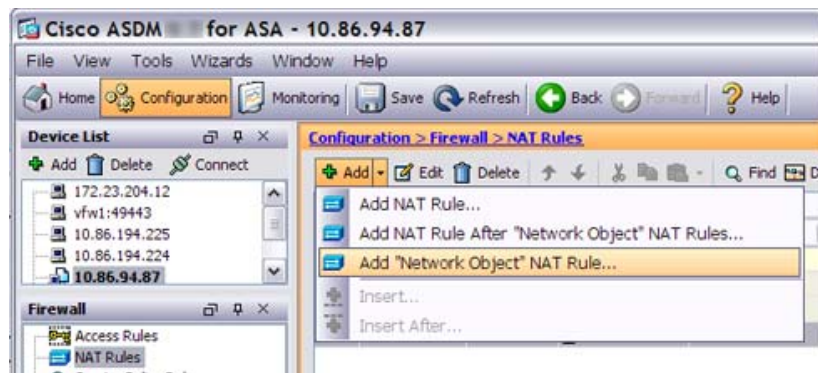 Cisco ASDM for ASA - 10.86.94.87
File View Tools Wizards Window Help
Home Configuration Monitoring Save Refresh Back Forward Help
Device List
Add Delete Connect
172.23.204.12
vfw1:49443
10.86.194.225
10.86.194.224
10.86.94.87
Firewall
Access Rules
NAT Rules
Configuration > Firewall > NAT Rules
Add Edit Delete Find D
Add NAT Rule...
Add NAT Rule After "Network Object" NAT Rules...
Add "Network Object" NAT Rule...
Insert...
Insert After...